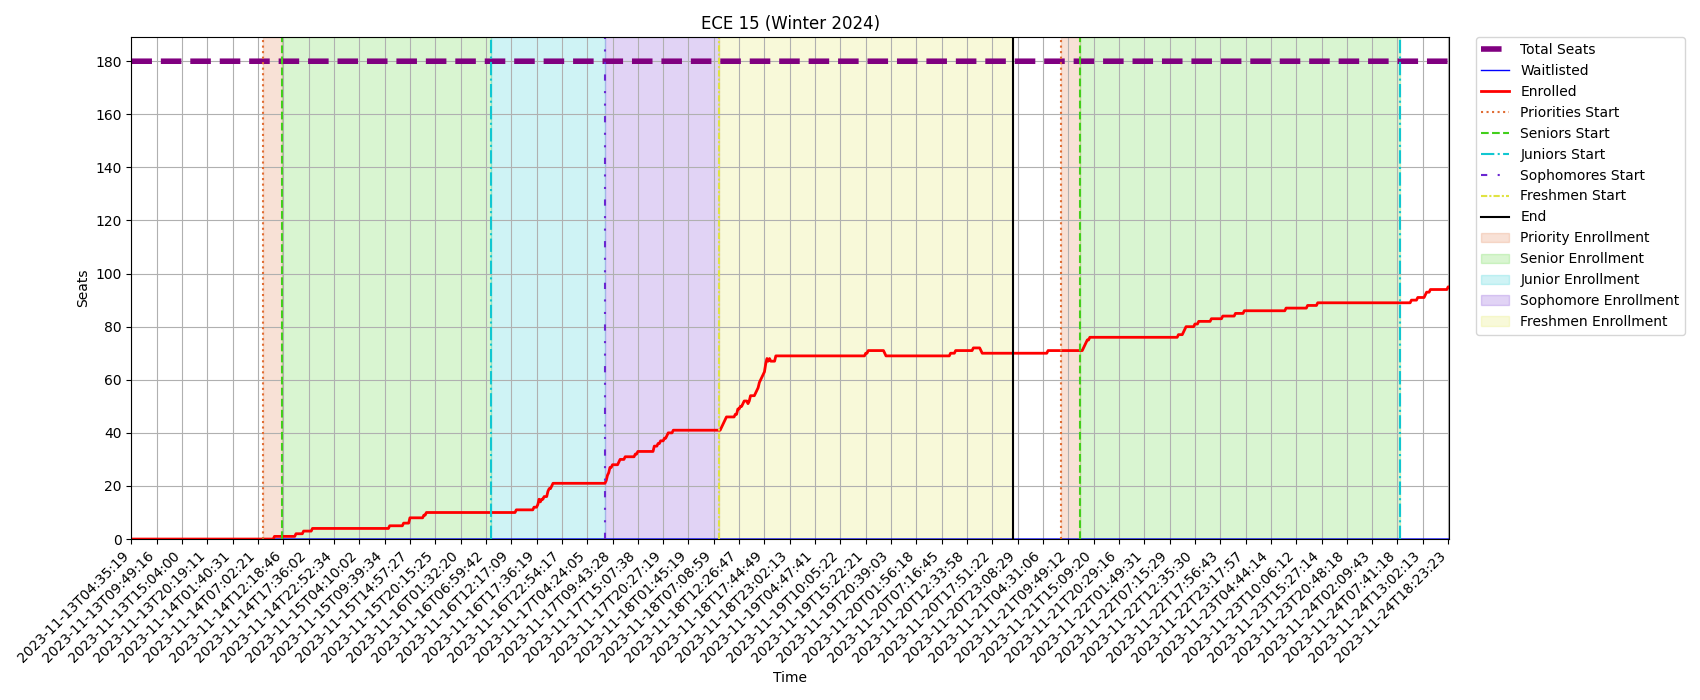 ECE 15 (Winter 2024)
180
160
140
120
100
80
60
40
20
0
Seats
2023-11-13T04:35:19
2023-11-13T09:49:16
2023-11-13T15:04:00
2023-11-13T20:19:11
2023-11-14T01:40:31
2023-11-14T07:02:21
2023-11-14T12:18:46
2023-11-14T17:36:02
2023-11-14T22:52:34
2023-11-15T04:10:02
2023-11-15T09:39:34
2023-11-15T14:57:27
2023-11-15T20:15:25
2023-11-16T01:32:20
2023-11-16T06:59:42
2023-11-16T12:17:09
2023-11-16T17:36:19
2023-11-16T22:54:17
2023-11-17T04:24:05
2023-11-17T09:43:28
2023-11-17T15:07:38
2023-11-17T20:27:19
2023-11-18T01:45:19
2023-11-18T07:08:59
2023-11-18T12:26:47
2023-11-18T17:44:49
2023-11-18T23:02:13
2023-11-19T04:47:41
2023-11-19T10:05:22
2023-11-19T15:22:21
2023-11-19T20:39:03
2023-11-20T01:56:18
2023-11-20T07:16:45
2023-11-20T12:33:58
2023-11-20T17:51:22
2023-11-20T23:08:29
2023-11-21T04:31:06
2023-11-21T09:49:12
2023-11-21T15:09:20
2023-11-21T20:29:16
2023-11-22T01:49:31
2023-11-22T07:15:29
2023-11-22T12:35:30
2023-11-22T17:56:43
2023-11-22T23:17:57
2023-11-23T04:44:14
2023-11-23T10:06:12
2023-11-23T15:27:14
2023-11-23T20:48:18
2023-11-24T02:09:43
2023-11-24T07:41:18
2023-11-24T13:02:13
2023-11-24T18:23:23
Time
Total Seats
Waitlisted
Enrolled
Priorities Start
Seniors Start
Juniors Start
Sophomores Start
Freshmen Start
End
Priority Enrollment
Senior Enrollment
Junior Enrollment
Sophomore Enrollment
Freshmen Enrollment